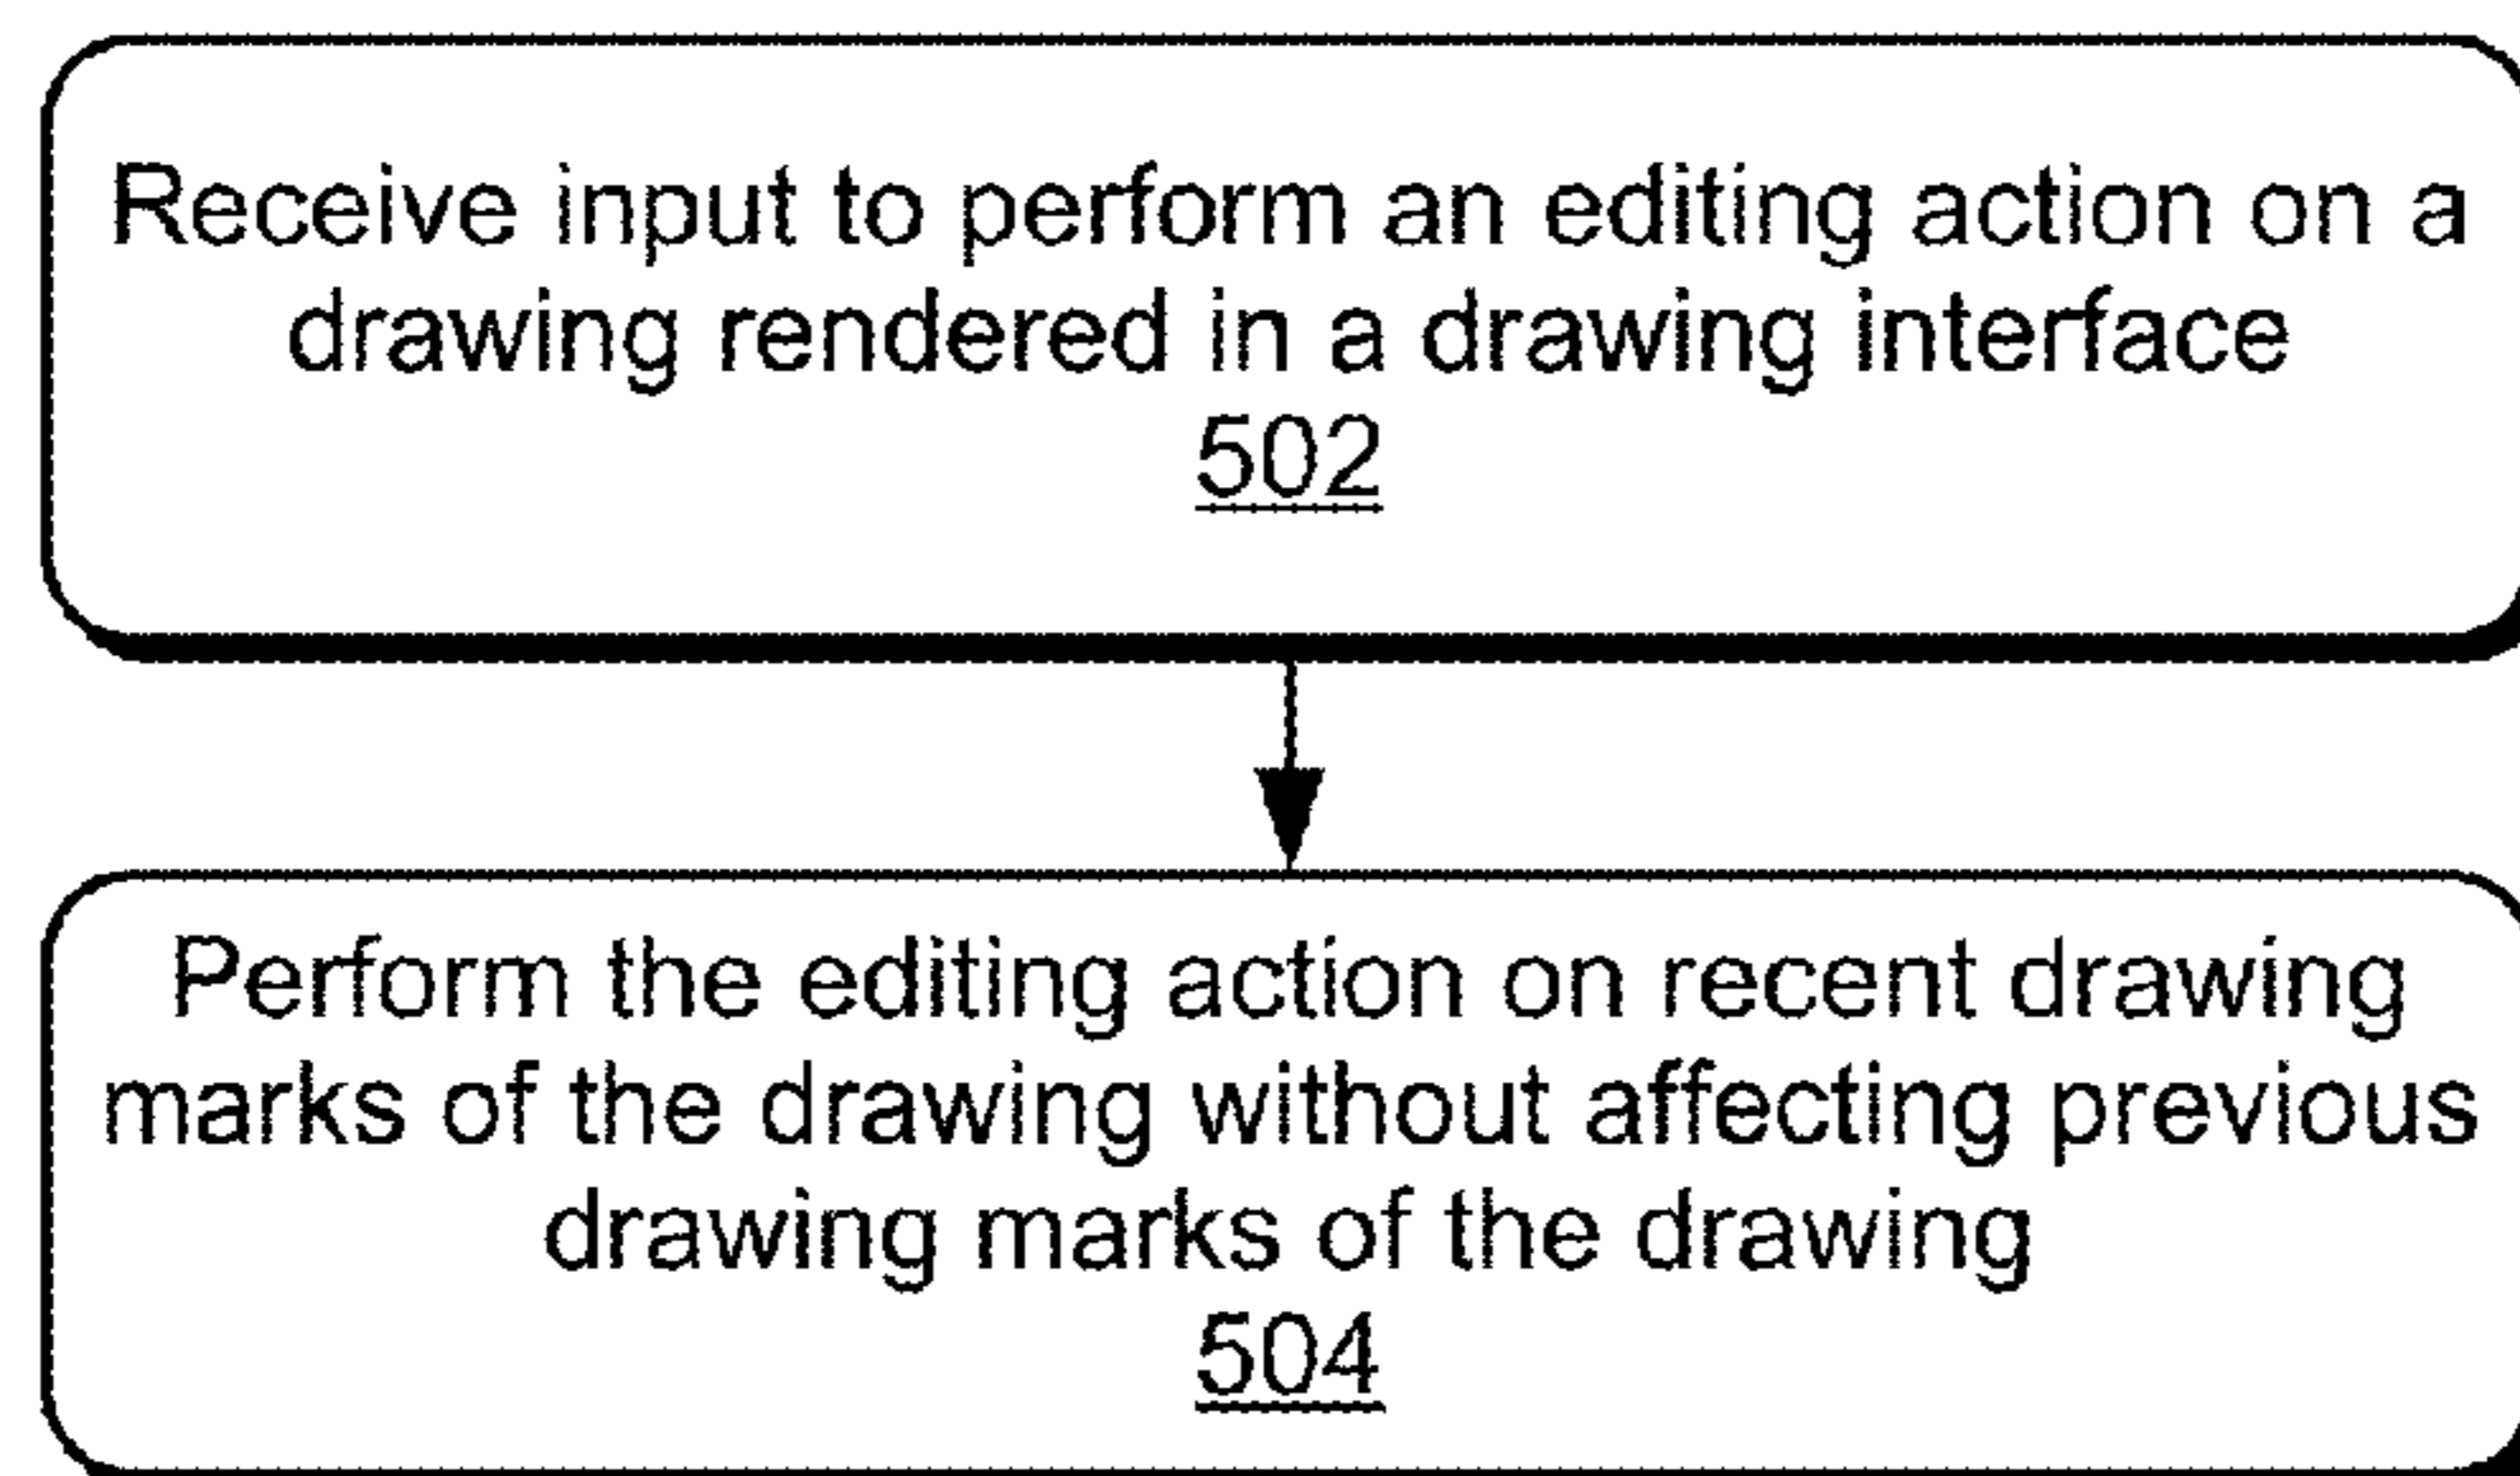 Receive input to perform an editing action on a
drawing rendered in a drawing interface
502
Perform the editing action on recent drawing
marks of the drawing without affecting previous
drawing marks of the drawing
504